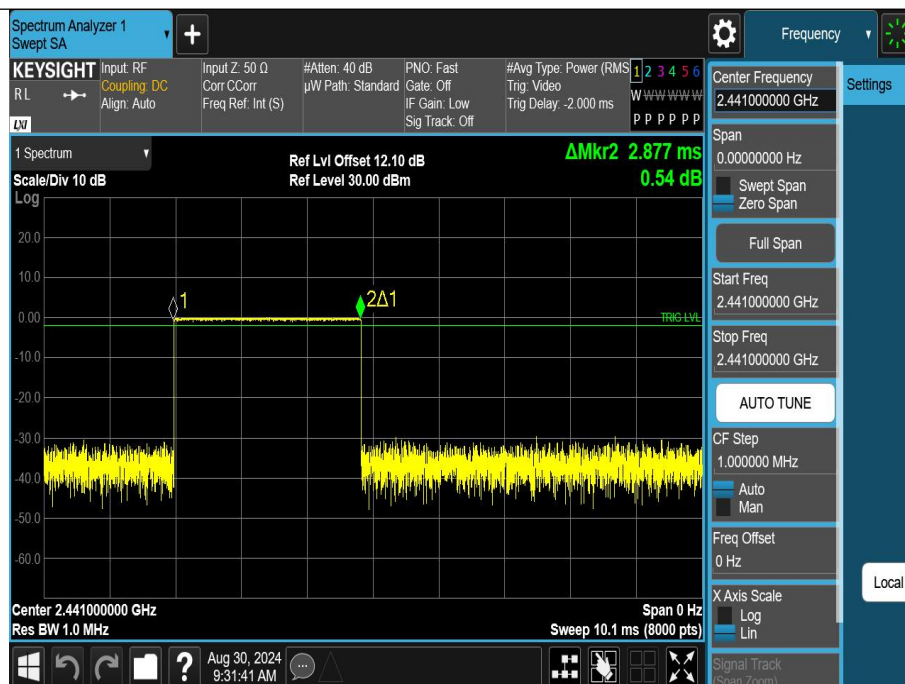 Spectrum Analyzer 1
Swept SA
+
Frequency
KEYSIGHT
RL
LXI
Input: RF
Coupling: DC
Align: Auto
Input Z: 50 Ω
Corr CCorr
Freq Ref: Int (S)
#Atten: 40 dB
µW Path: Standard
PNO: Fast
Gate: Off
IF Gain: Low
Sig Track: Off
#Avg Type: Power (RMS
Trig: Video
Trig Delay: -2.000 ms
1 2 3 4 5 6
W W W W W W
P P P P P P
1 Spectrum
Scale/Div 10 dB
Log
Ref Lvl Offset 12.10 dB
Ref Level 30.00 dBm
ΔMkr2 2.877 ms
0.54 dB
20.0
10.0
0.00
-10.0
-20.0
-30.0
-40.0
-50.0
-60.0
1
2Δ1
TRIG LVL
Center 2.441000000 GHz
Res BW 1.0 MHz
Span 0 Hz
Sweep 10.1 ms (8000 pts)
?
Aug 30, 2024
9:31:41 AM
Center Frequency
2.441000000 GHz
Span
0.00000000 Hz
Swept Span
Zero Span
Full Span
Start Freq
2.441000000 GHz
Stop Freq
2.441000000 GHz
AUTO TUNE
CF Step
1.000000 MHz
Auto
Man
Freq Offset
0 Hz
X Axis Scale
Log
Lin
Signal Track
(Span Zoom)
Settings
Local